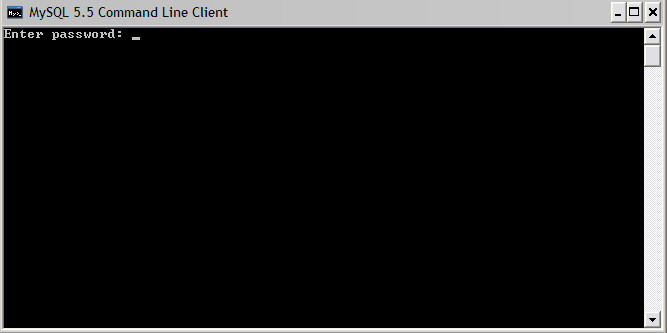 MySQL 5.5 Command Line Client
Enter password: _